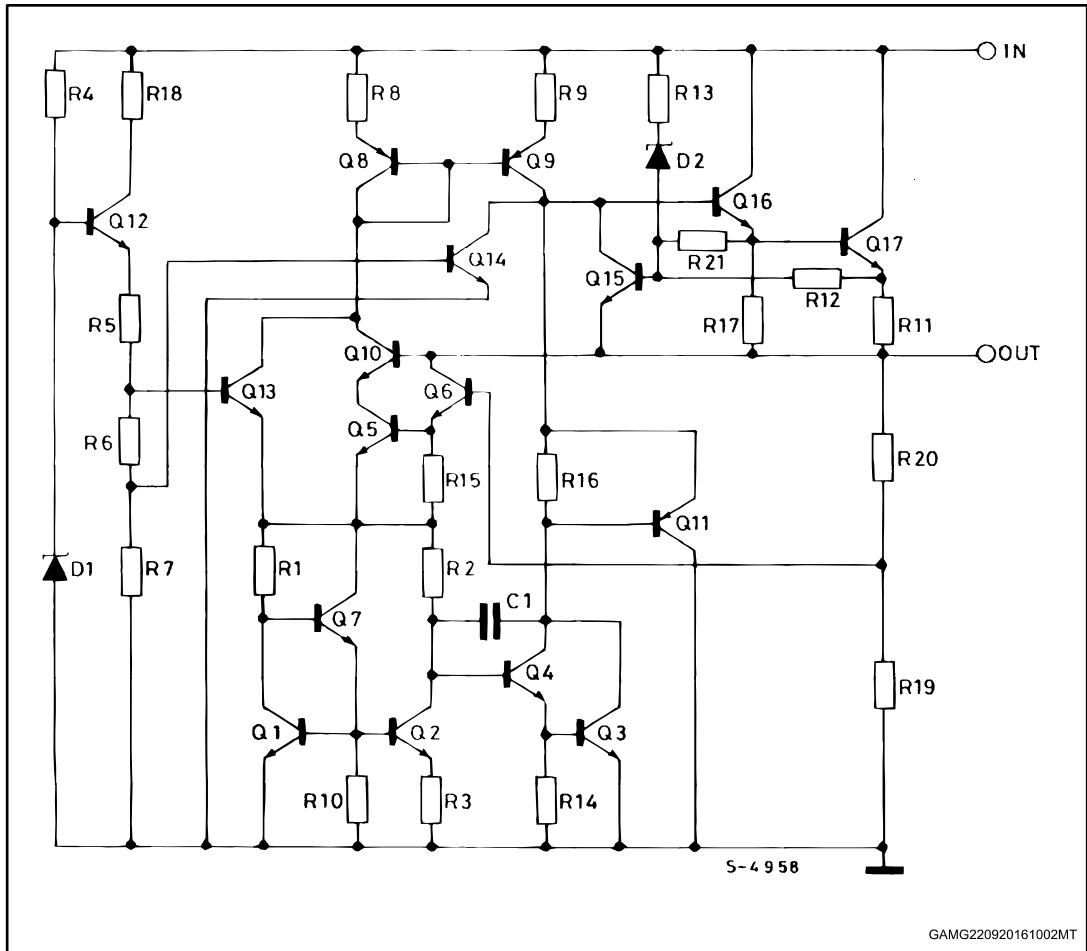 IN
R4
R18
R8
R9
R13
Q8
Q9
D2
Q12
Q16
Q14
Q15
R21
Q17
R12
R5
R17
R11
Q10
OUT
Q13
Q6
R6
Q5
R15
R16
R20
Q11
D1
R7
R1
R2
C1
Q7
Q4
R19
Q1
Q2
Q3
R10
R3
R14
S-4958
GAMG220920161002MT